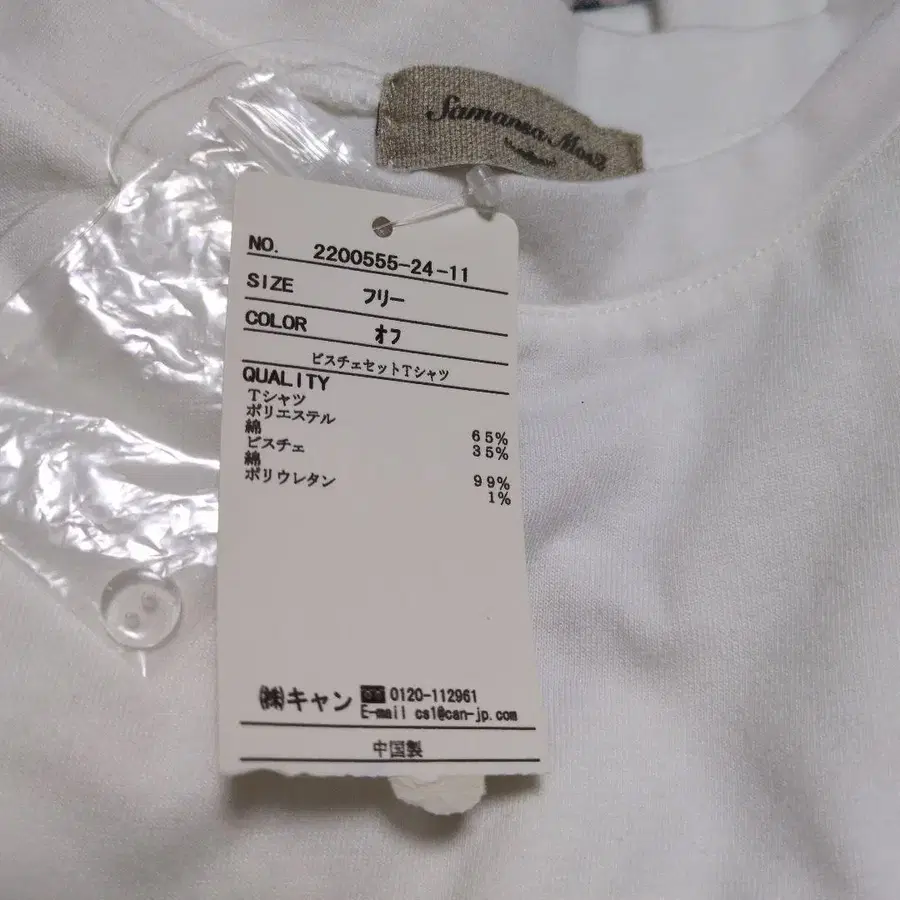 Samansa Mos2
NO. 2200555-24-11
SIZE フリー
COLOR オフ
ビスチェセットTシャツ
QUALITY
Tシャツ
ポリエステル 65%
綿 35%
ビスチェ
綿 99%
ポリウレタン 1%
㈱キャン 0120-112961
E-mail cs1@can-jp.com
中国製